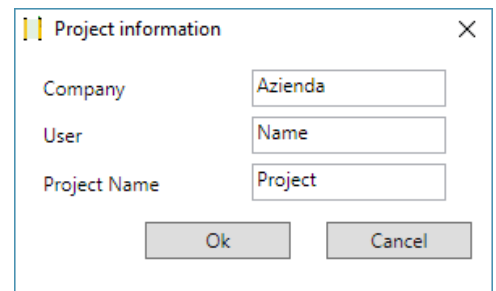 Project information
Company Azienda
User Name
Project Name Project
Ok Cancel